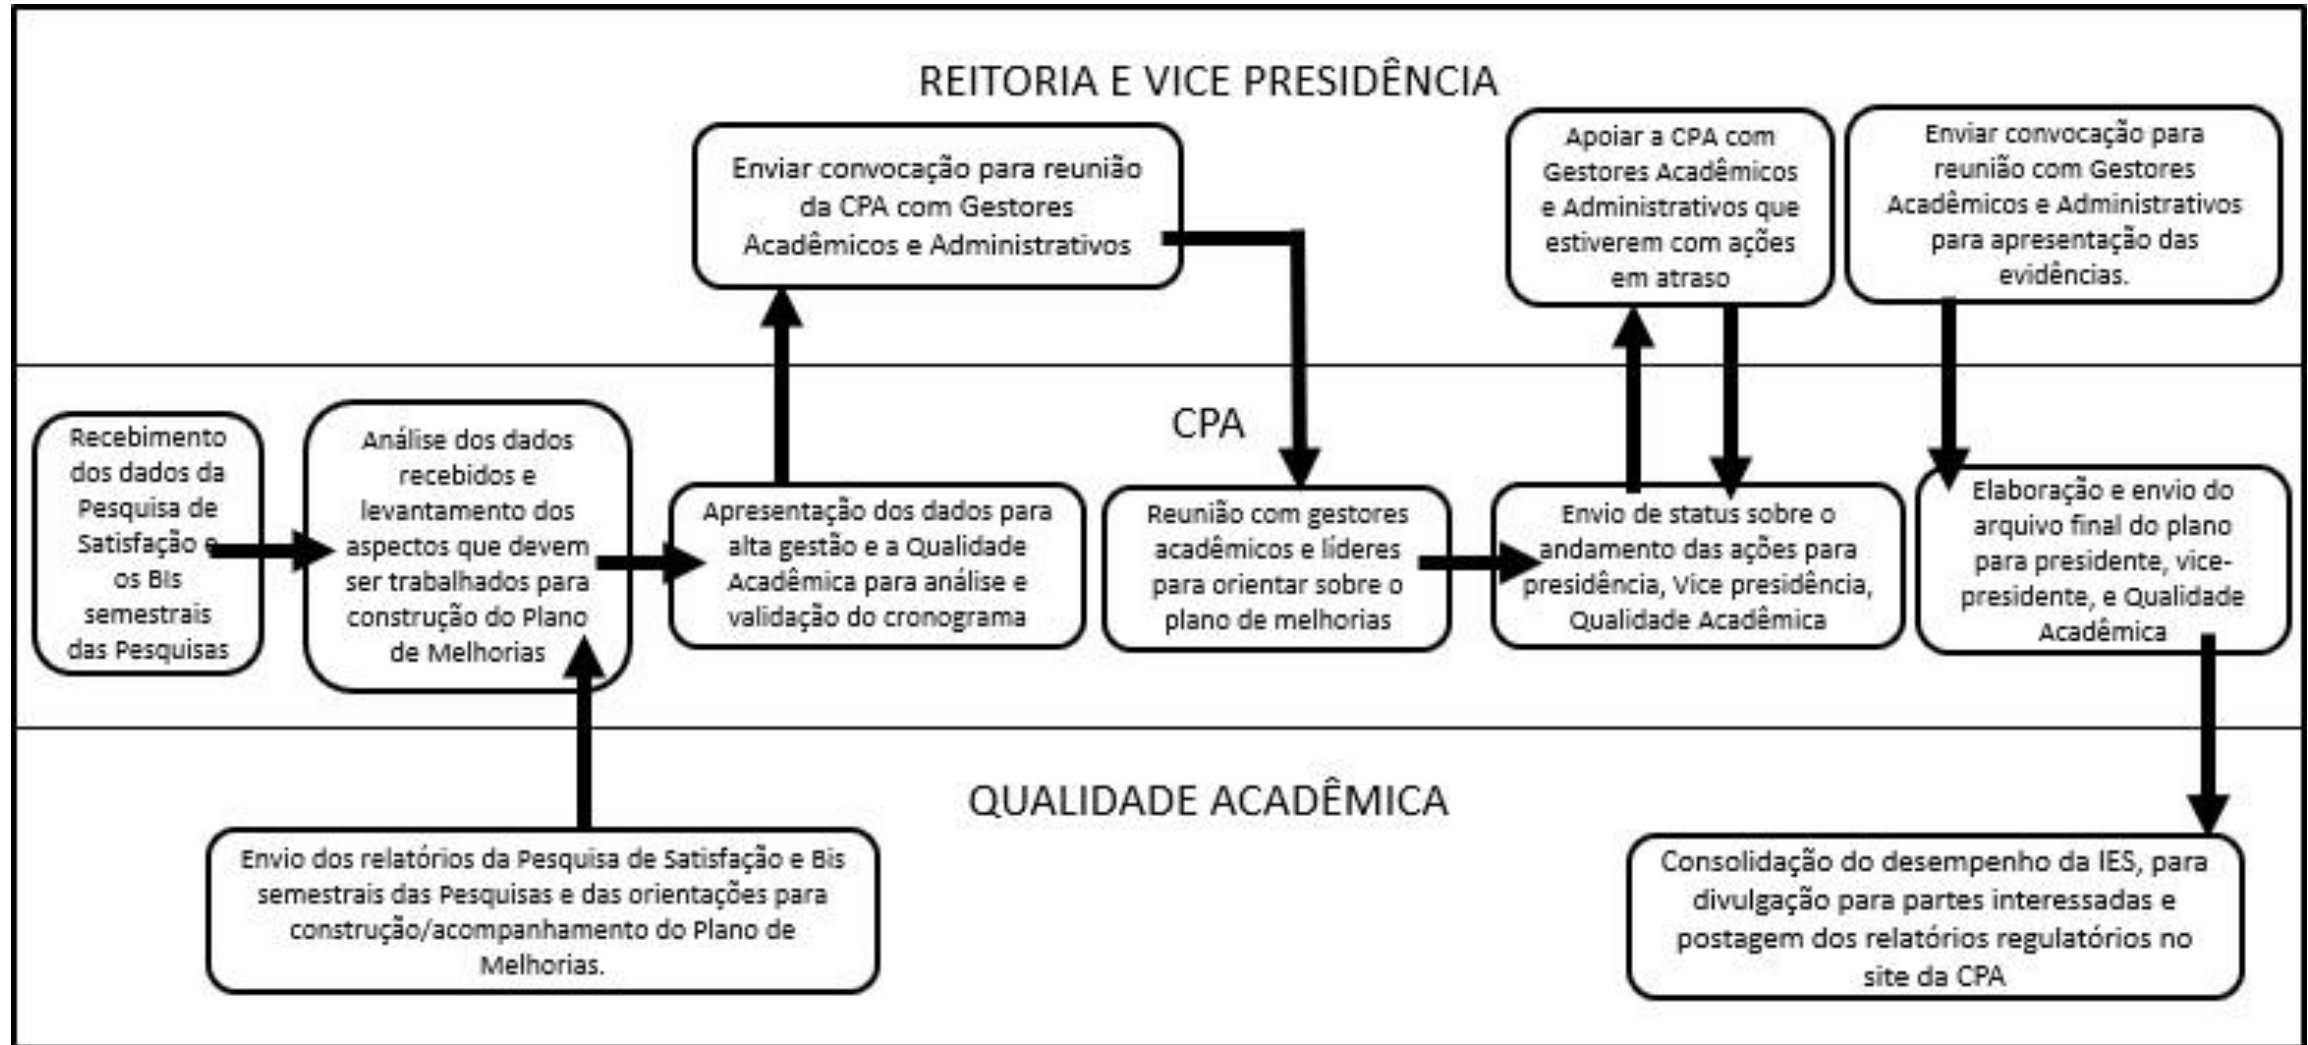 REITORIA E VICE PRESIDÊNCIA
Enviar convocação para reunião
da CPA com Gestores
Acadêmicos e Administrativos
Apoiar a CPA com
Gestores Acadêmicos
e Administrativos que
estiverem com ações
em atraso
Enviar convocação para
reunião com Gestores
Acadêmicos e Administrativos
para apresentação das
evidências.
CPA
Recebimento
dos dados da
Pesquisa de
Satisfação e
os BIs
semestrais
das Pesquisas
Análise dos dados
recebidos e
levantamento dos
aspectos que devem
ser trabalhados para
construção do Plano
de Melhorias
Apresentação dos dados para
alta gestão e a Qualidade
Acadêmica para análise e
validação do cronograma
Reunião com gestores
acadêmicos e líderes
para orientar sobre o
plano de melhorias
Envio de status sobre o
andamento das ações para
presidência, Vice presidência,
Qualidade Acadêmica
Elaboração e envio do
arquivo final do plano
para presidente, vice-
presidente, e Qualidade
Acadêmica
QUALIDADE ACADÊMICA
Envio dos relatórios da Pesquisa de Satisfação e Bis
semestrais das Pesquisas e das orientações para
construção/acompanhamento do Plano de
Melhorias.
Consolidação do desempenho da IES, para
divulgação para partes interessadas e
postagem dos relatórios regulatórios no
site da CPA